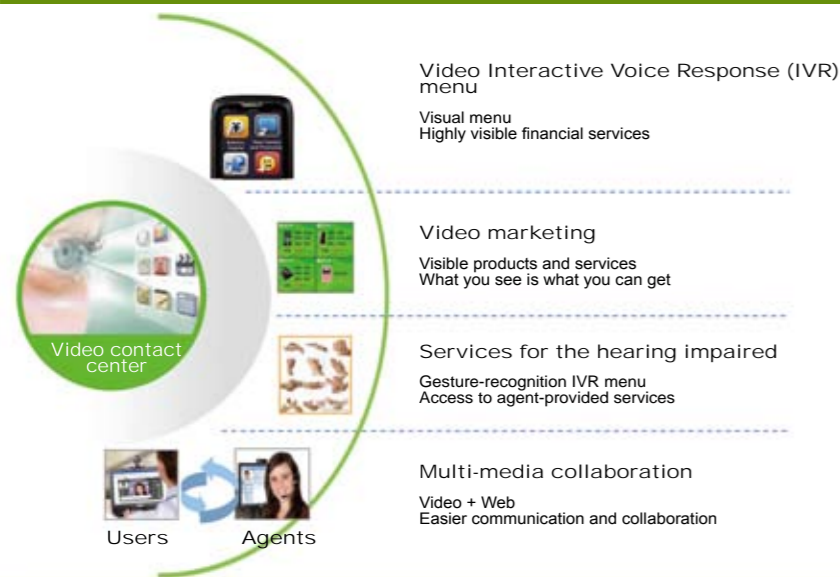 Video Interactive Voice Response (IVR)
menu
Visual menu
Highly visible financial services
Video marketing
Visible products and services
What you see is what you can get
Video contact
center
Services for the hearing impaired
Gesture-recognition IVR menu
Access to agent-provided services
Multi-media collaboration
Video + Web
Easier communication and collaboration
Users
Agents